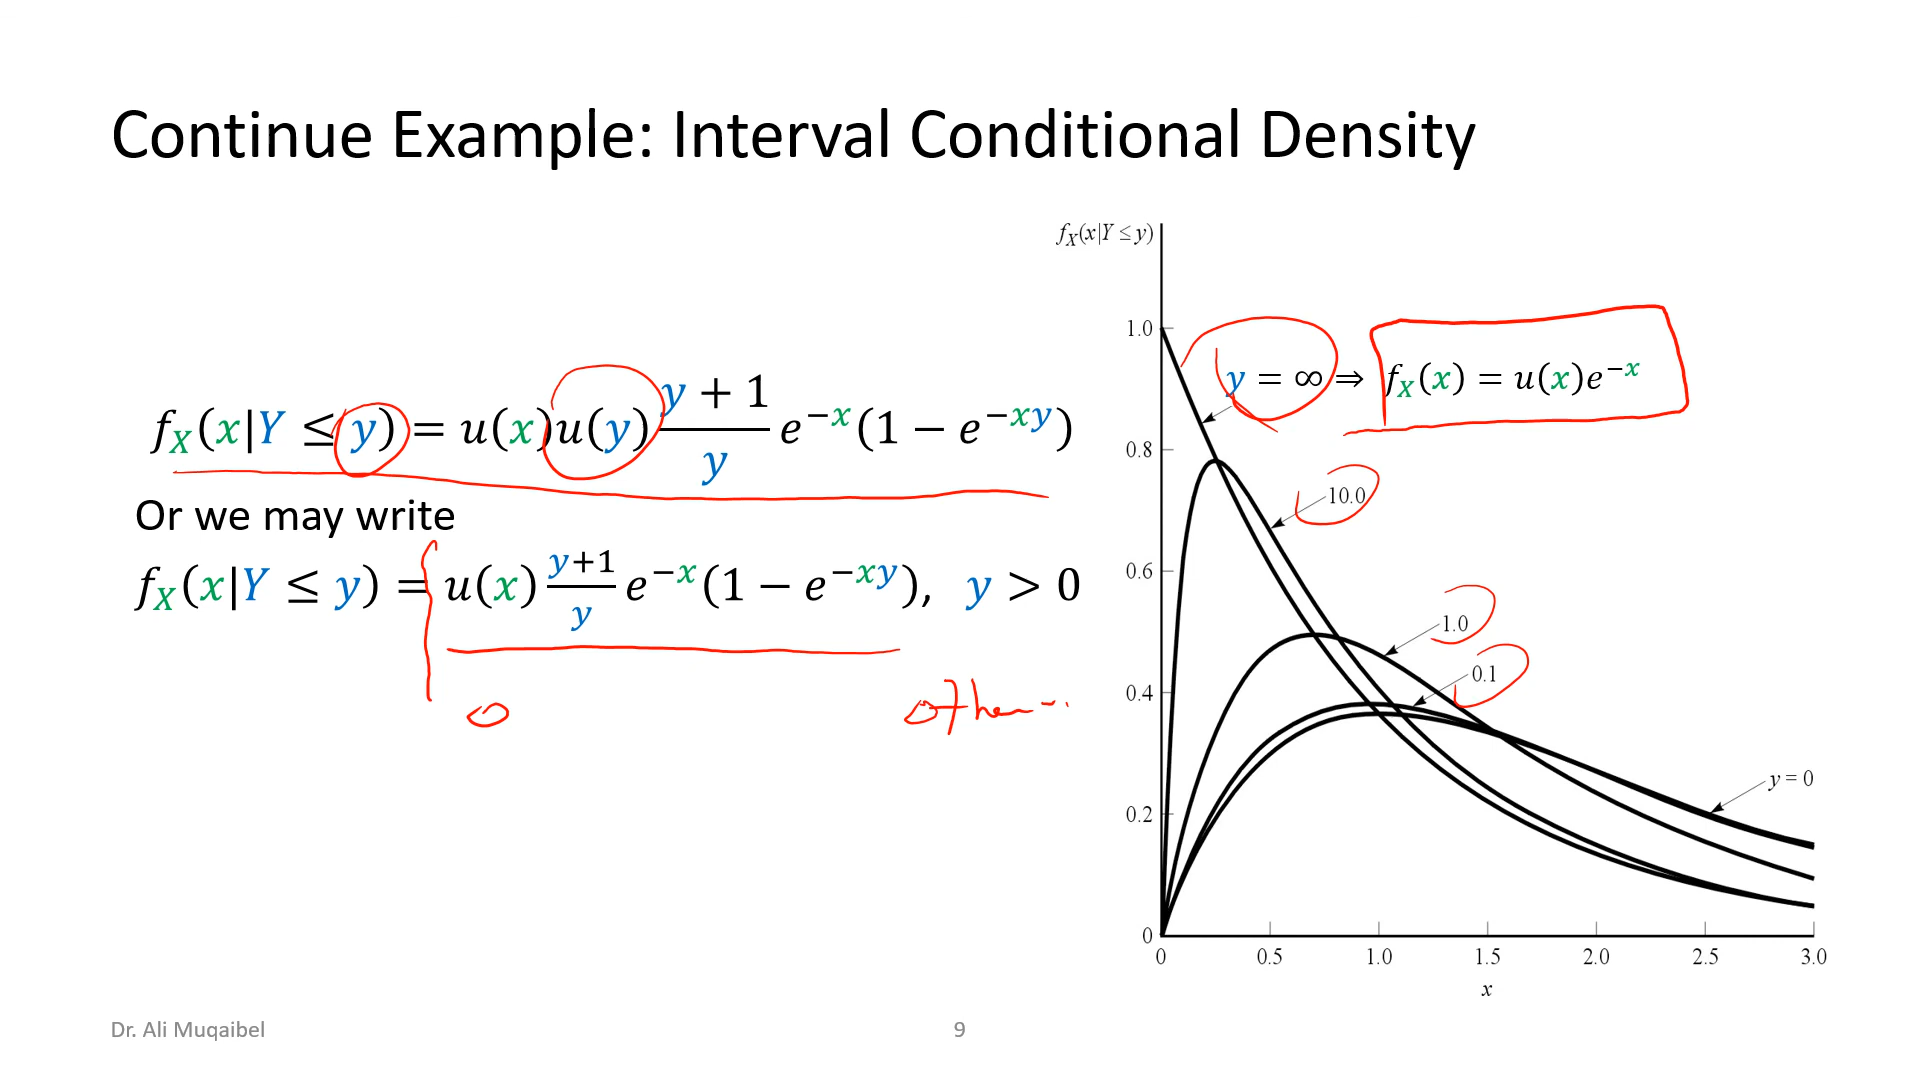 Continue Example: Interval Conditional Density
f_X(x|Y ≤ y)
1.0
y = ∞ ⇒ f_X(x) = u(x)e^{-x}
f_X(x|Y ≤ y) = u(x)u(y) \frac{y + 1}{y} e^{-x}(1 − e^{-xy})
0.8
10.0
Or we may write
f_X(x|Y ≤ y) = u(x) \frac{y+1}{y} e^{-x}(1 − e^{-xy}), y > 0
0.6
1.0
0.1
0.4
0
y = 0
0.2
0
0 0.5 1.0 1.5 2.0 2.5 3.0
x
Dr. Ali Muqaibel 9